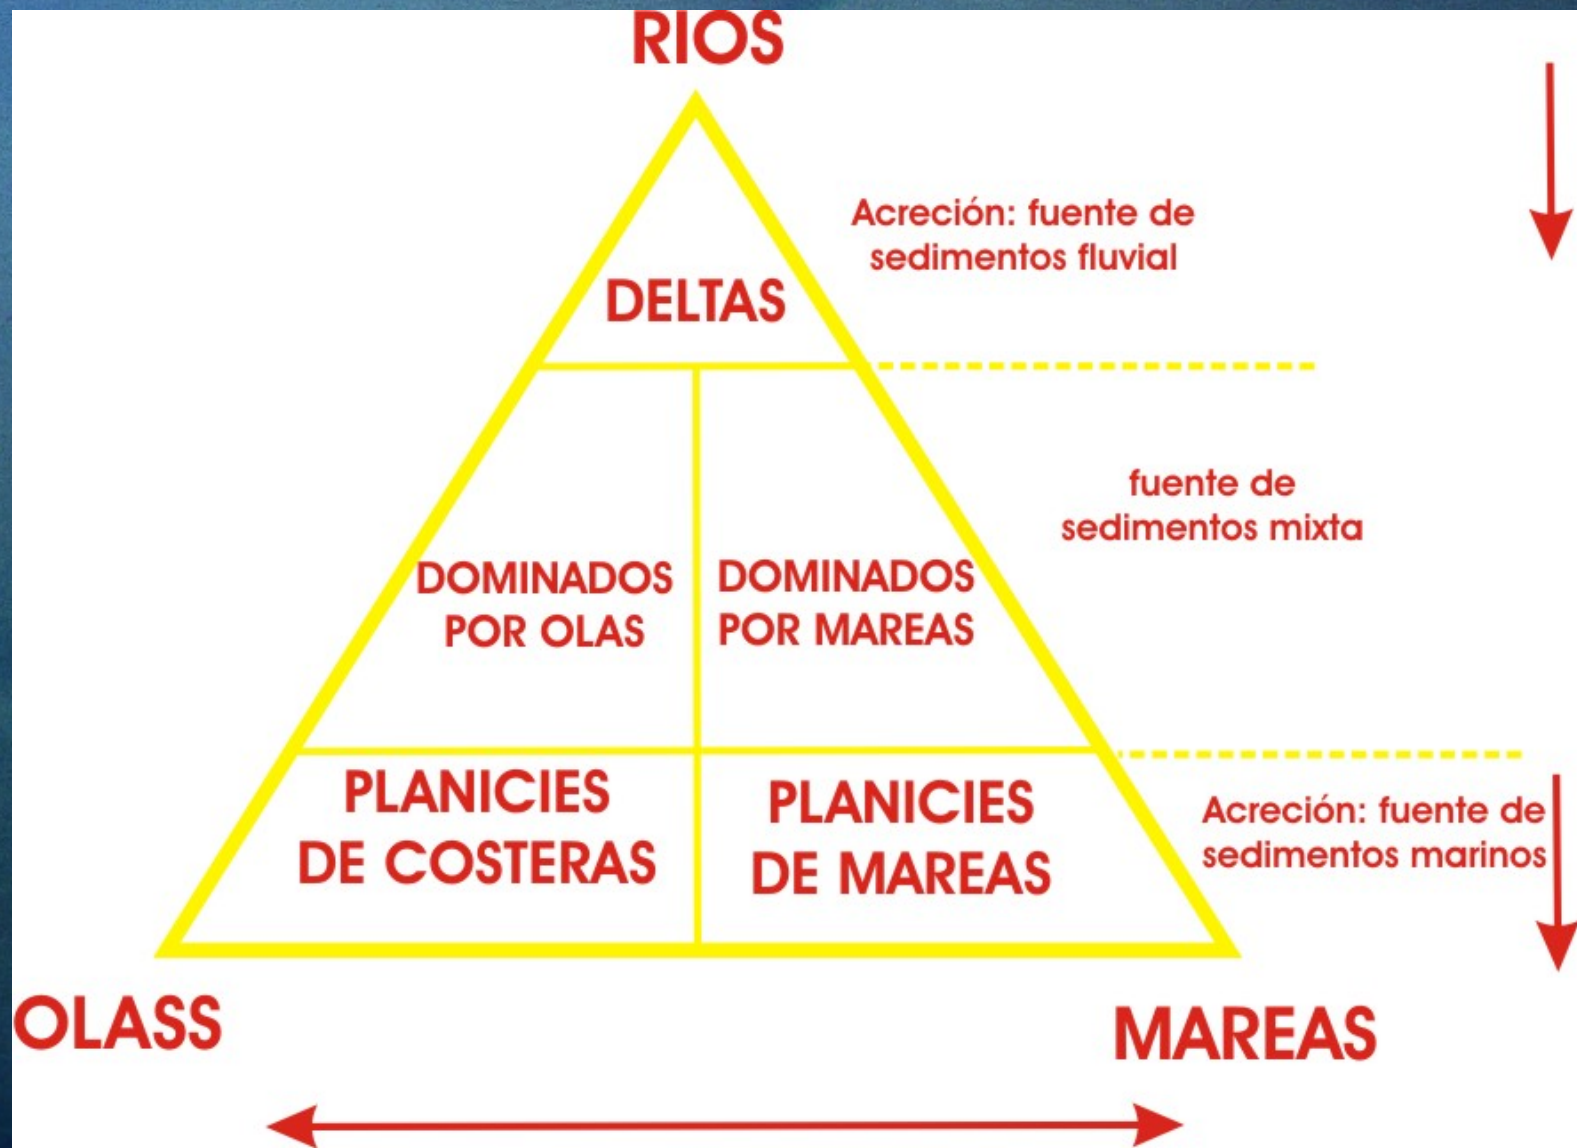 RIOS
Acreción: fuente de
sedimentos fluvial
DELTAS
fuente de
sedimentos mixta
DOMINADOS
POR OLAS
DOMINADOS
POR MAREAS
PLANICIES
DE COSTERAS
PLANICIES
DE MAREAS
Acreción: fuente de
sedimentos marinos
OLASS
MAREAS